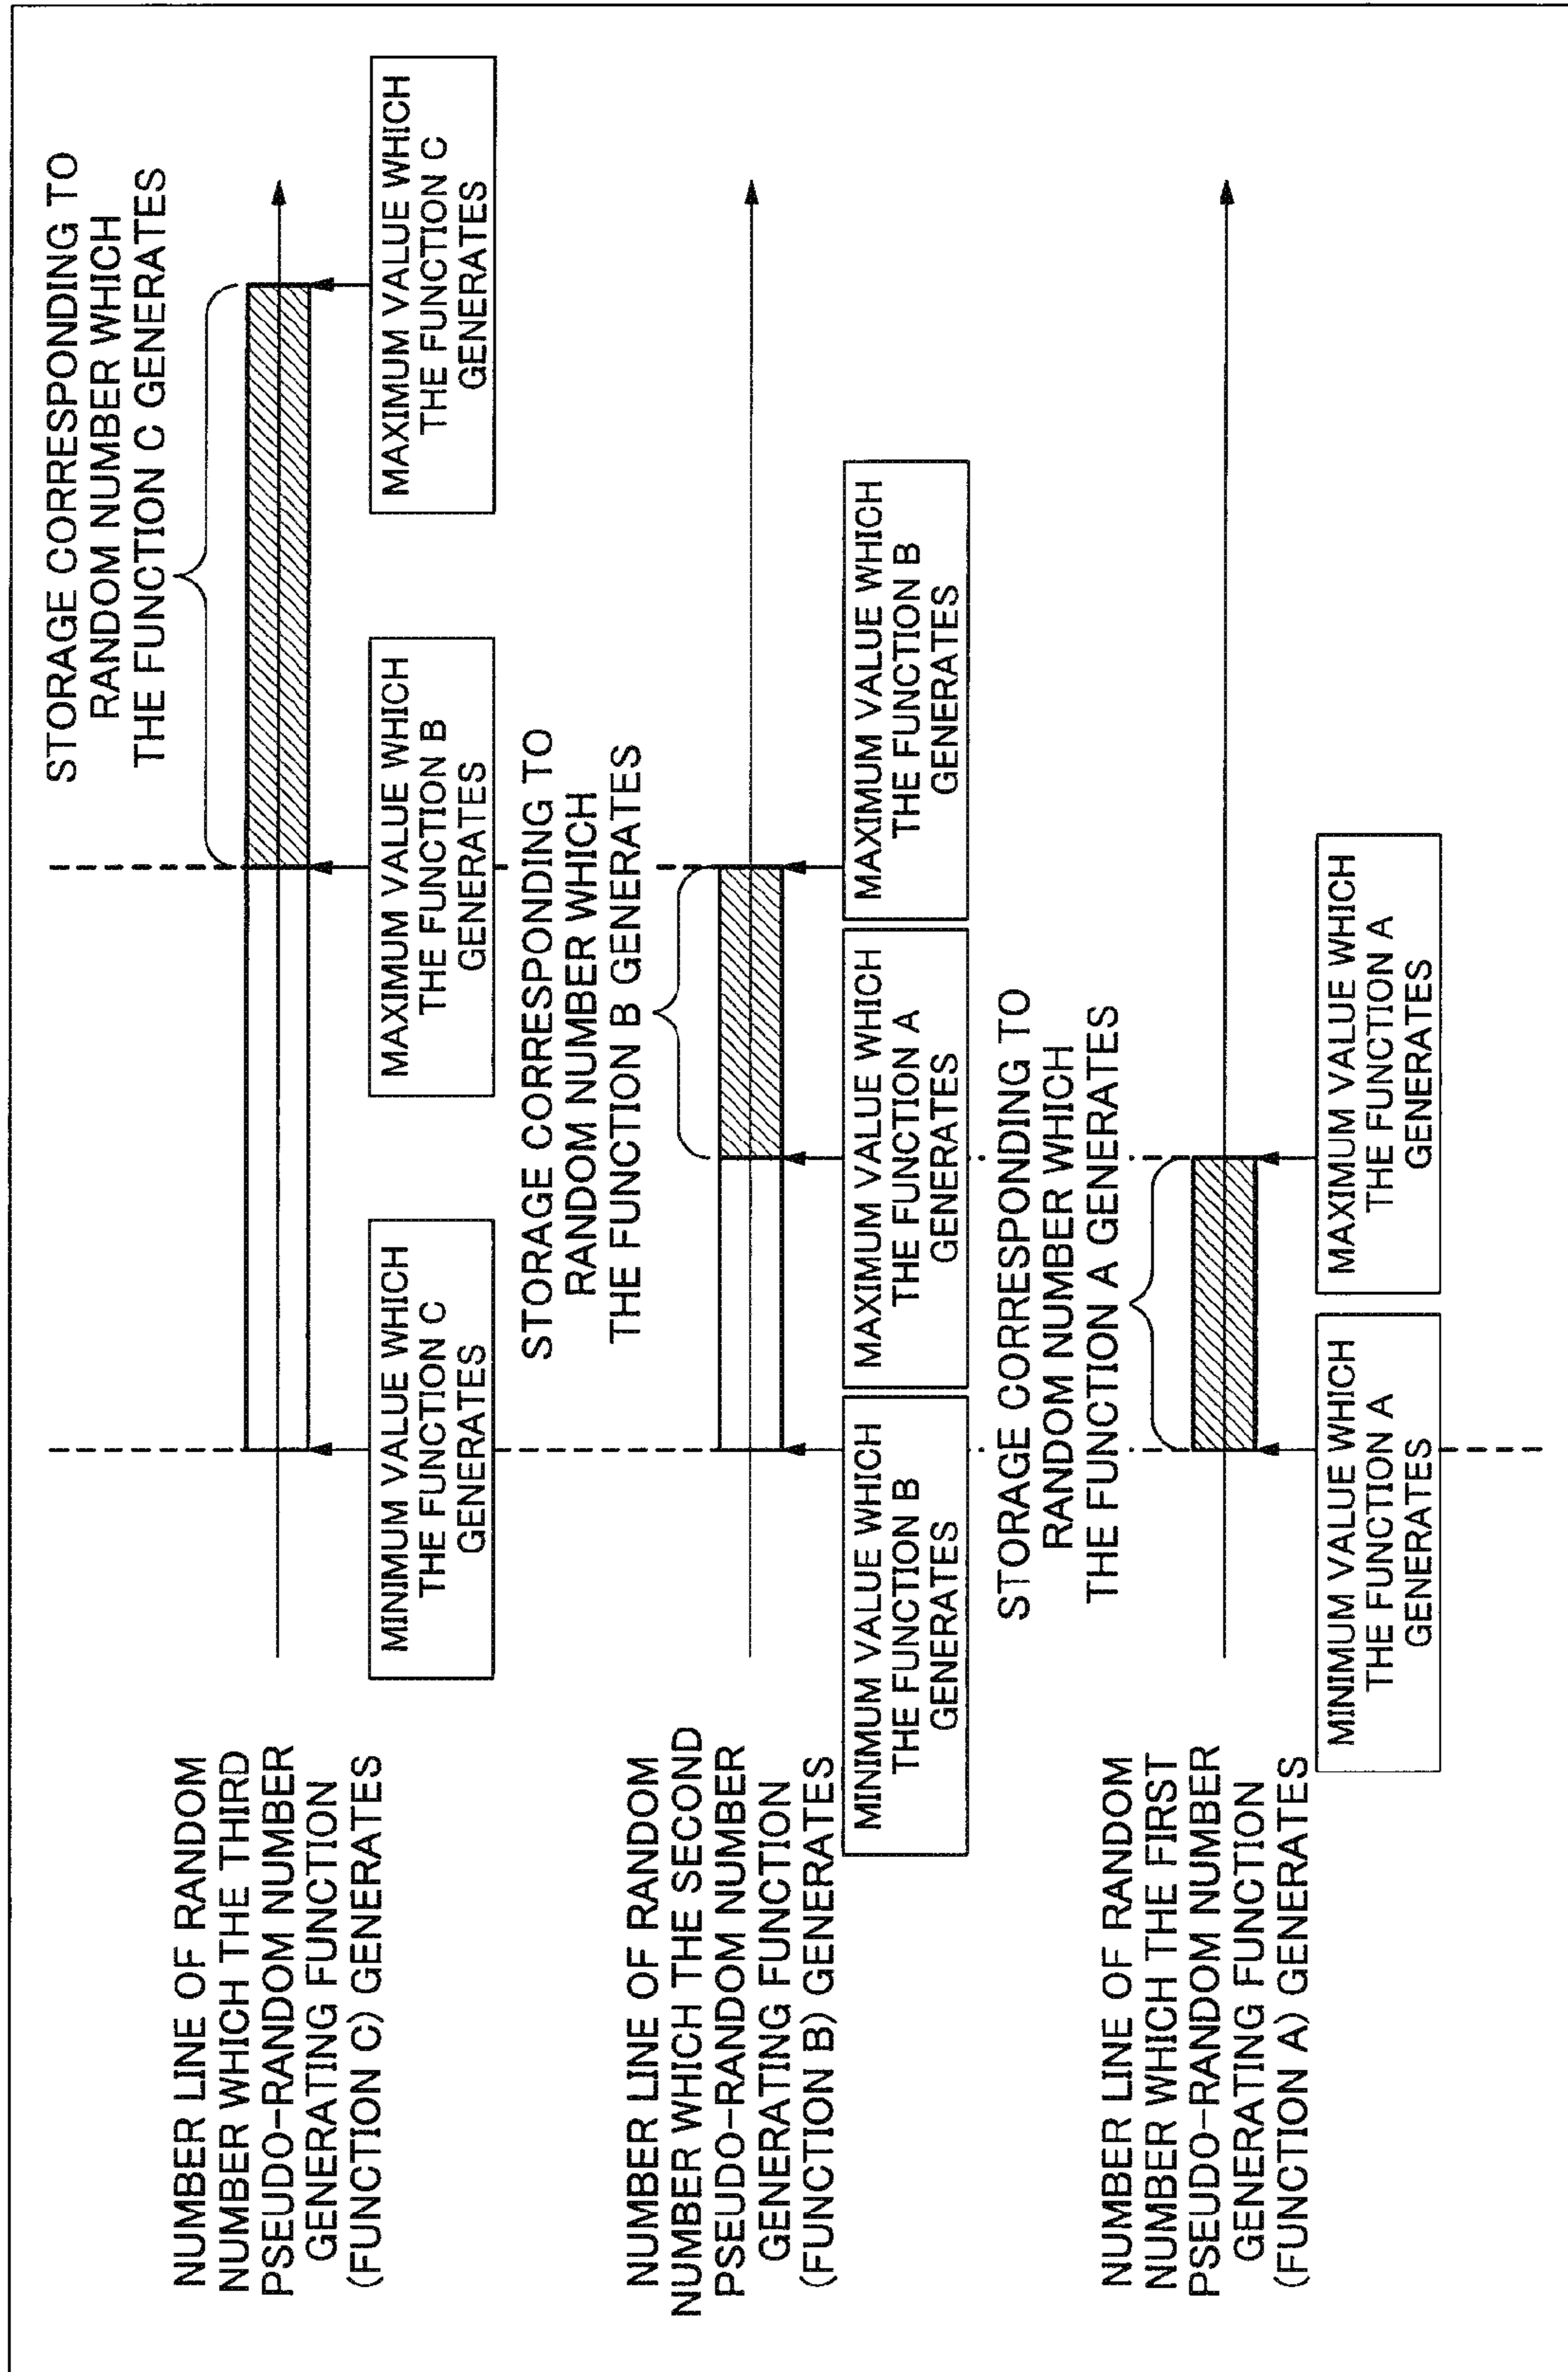 NUMBER LINE OF RANDOM
NUMBER WHICH THE THIRD
PSEUDO-RANDOM NUMBER
GENERATING FUNCTION
(FUNCTION C) GENERATES
STORAGE CORRESPONDING TO
RANDOM NUMBER WHICH
THE FUNCTION C GENERATES
MINIMUM VALUE WHICH
THE FUNCTION C
GENERATES
MAXIMUM VALUE WHICH
THE FUNCTION B
GENERATES
MAXIMUM VALUE WHICH
THE FUNCTION C
GENERATES
NUMBER LINE OF RANDOM
NUMBER WHICH THE SECOND
PSEUDO-RANDOM NUMBER
GENERATING FUNCTION
(FUNCTION B) GENERATES
STORAGE CORRESPONDING TO
RANDOM NUMBER WHICH
THE FUNCTION B GENERATES
MINIMUM VALUE WHICH
THE FUNCTION B
GENERATES
MAXIMUM VALUE WHICH
THE FUNCTION A
GENERATES
MAXIMUM VALUE WHICH
THE FUNCTION B
GENERATES
NUMBER LINE OF RANDOM
NUMBER WHICH THE FIRST
PSEUDO-RANDOM NUMBER
GENERATING FUNCTION
(FUNCTION A) GENERATES
STORAGE CORRESPONDING TO
RANDOM NUMBER WHICH
THE FUNCTION A GENERATES
MINIMUM VALUE WHICH
THE FUNCTION A
GENERATES
MAXIMUM VALUE WHICH
THE FUNCTION A
GENERATES